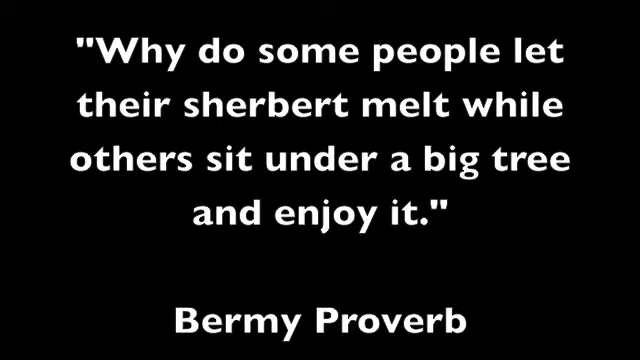 "Why do some people let
their sherbert melt while
others sit under a big tree
and enjoy it."
Bermy Proverb